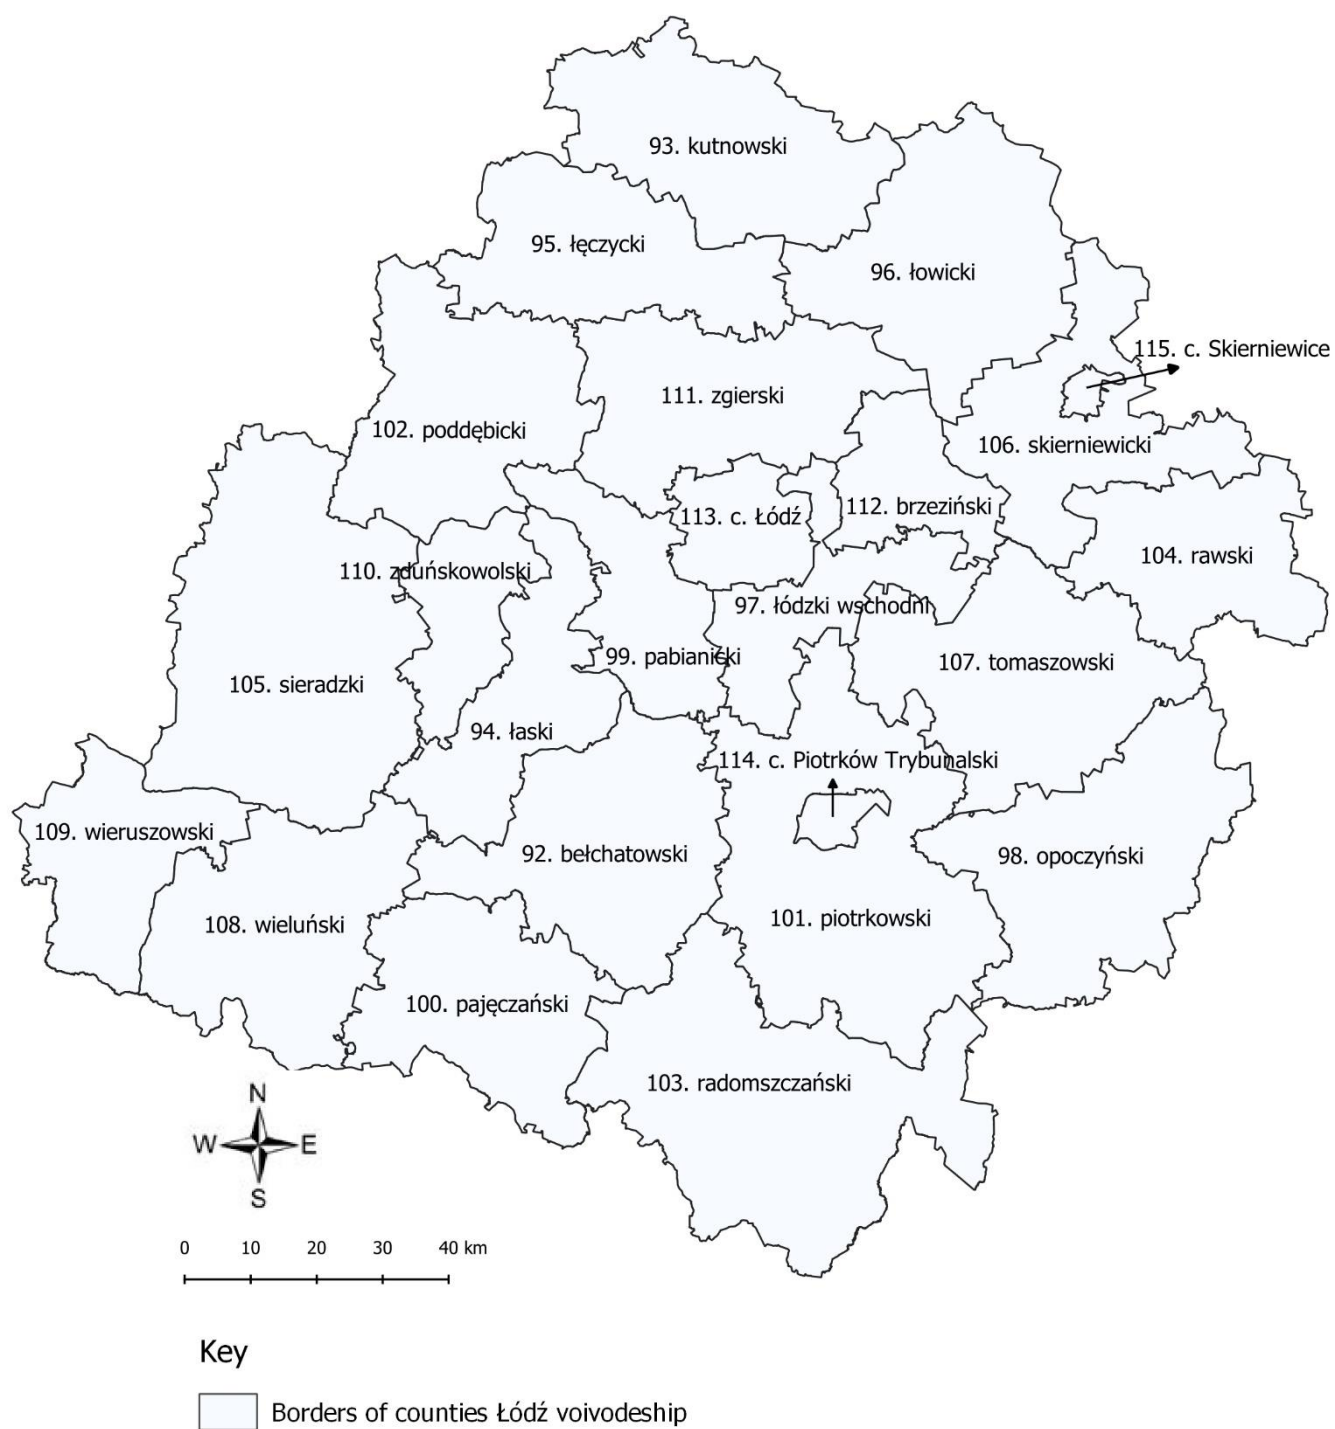 93. kutnowski
95. łęczycki
96. łowicki
115. c. Skierniewice
111. zgierski
102. poddębicki
106. skierniewicki
112. brzeziński
113. c. Łódź
104. rawski
110. zduńskowolski
97. łódzki wschodni
99. pabianicki
107. tomaszowski
105. sieradzki
94. łaski
114. c. Piotrków Trybunalski
109. wieruszowski
92. bełchatowski
98. opoczyński
101. piotrkowski
108. wieluński
100. pajęczański
103. radomszczański
N
W E
S
0 10 20 30 40 km
Key
Borders of counties Łódź voivodeship